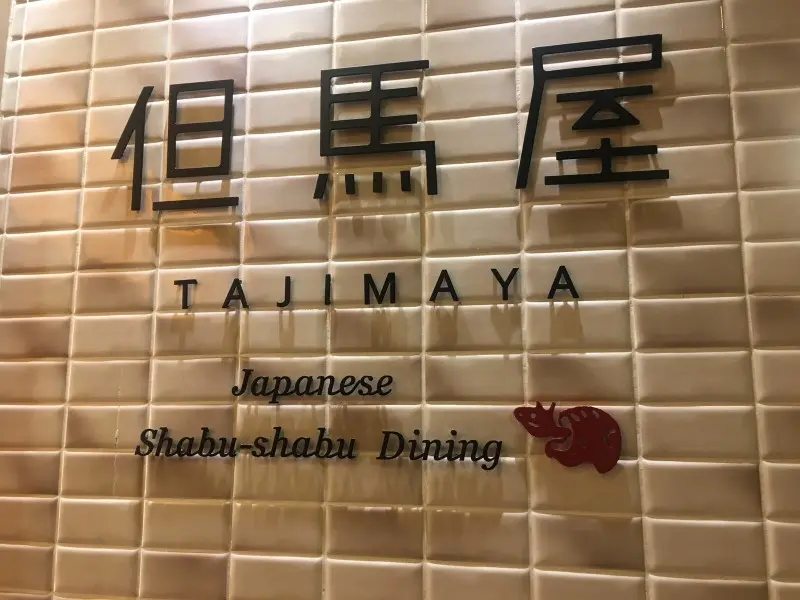 但馬屋
TAJIMAYA
Japanese
Shabu-shabu Dining